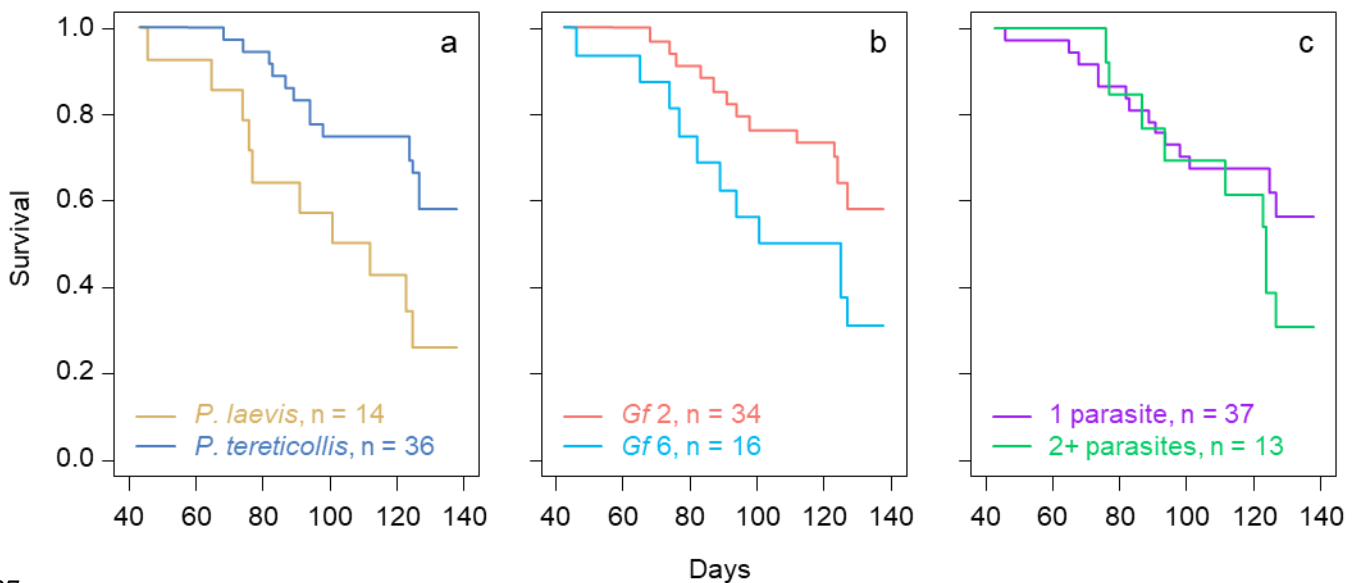 a
b
c
Survival
1.0
0.8
0.6
0.4
0.2
0.0
P. laevis, n = 14
P. tereticollis, n = 36
Gf 2, n = 34
Gf 6, n = 16
1 parasite, n = 37
2+ parasites, n = 13
40 60 80 100 120 140
40 60 80 100 120 140
40 60 80 100 120 140
Days